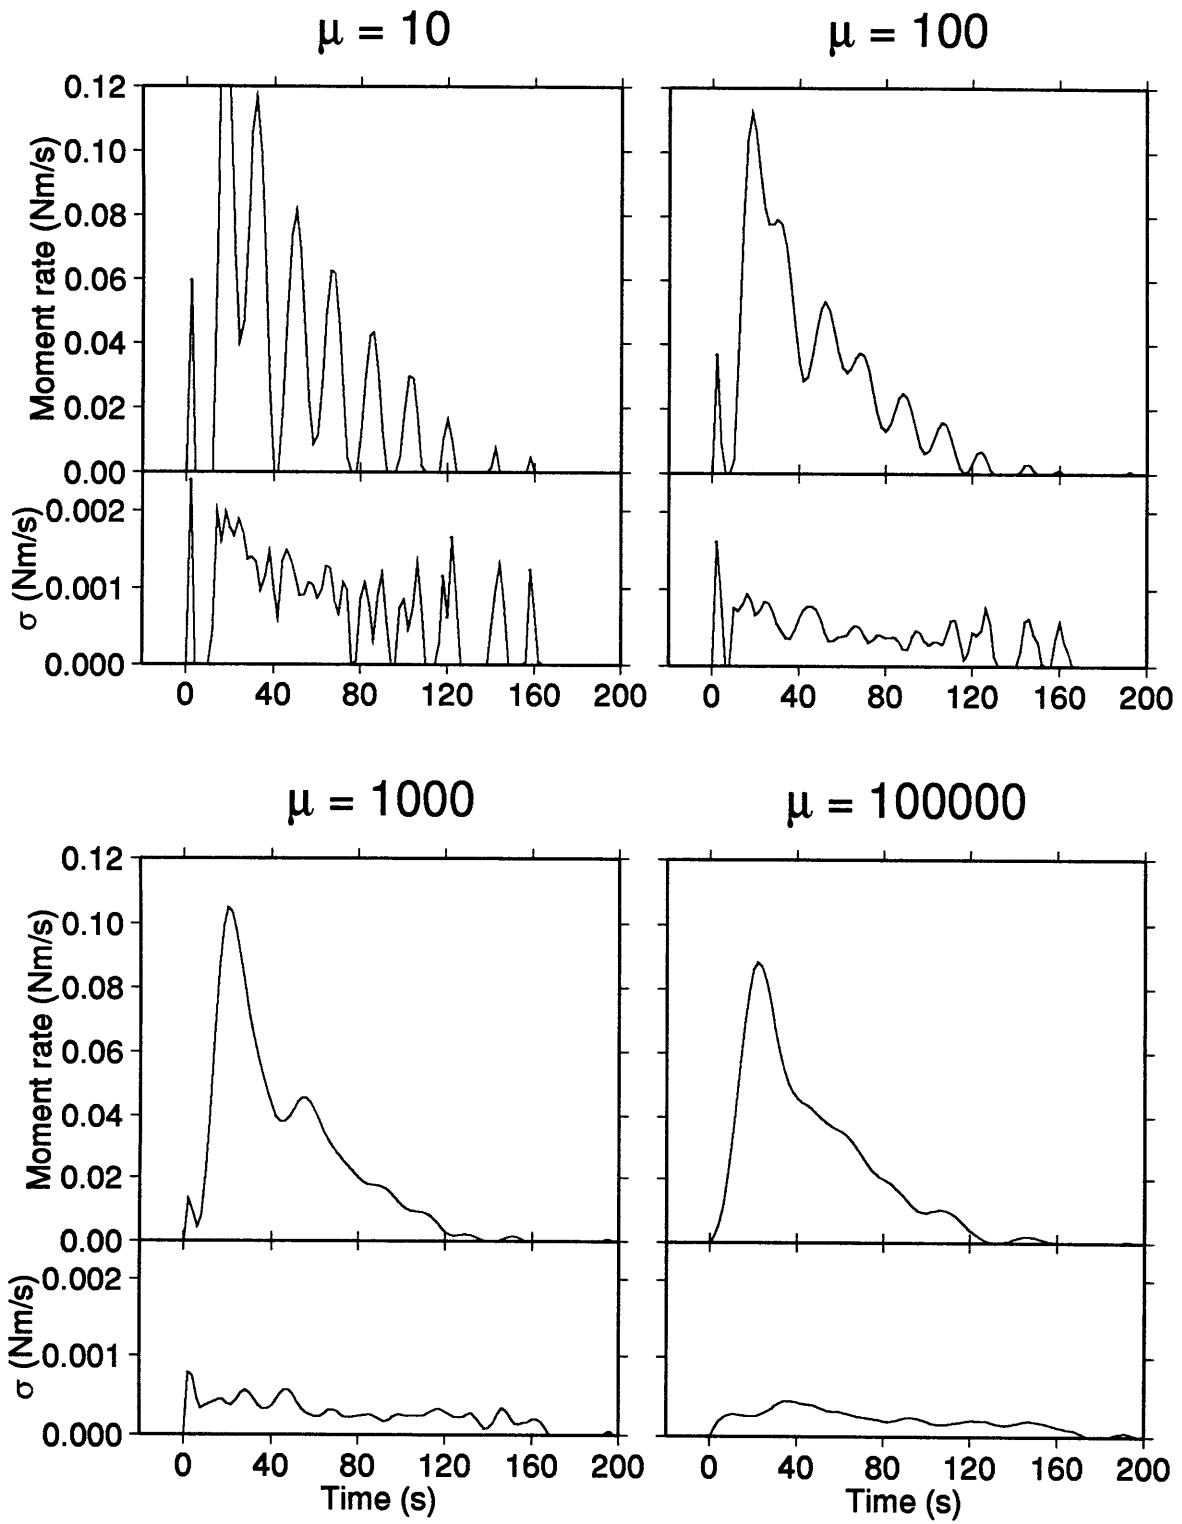 μ = 10
μ = 100
0.12
0.10
0.08
0.06
0.04
0.02
0.00
Moment rate (Nm/s)
0.002
0.001
0.000
σ (Nm/s)
0 40 80 120 160 200
0 40 80 120 160 200
μ = 1000
μ = 100000
0.12
0.10
0.08
0.06
0.04
0.02
0.00
Moment rate (Nm/s)
0.002
0.001
0.000
σ (Nm/s)
0 40 80 120 160 200
Time (s)
0 40 80 120 160 200
Time (s)